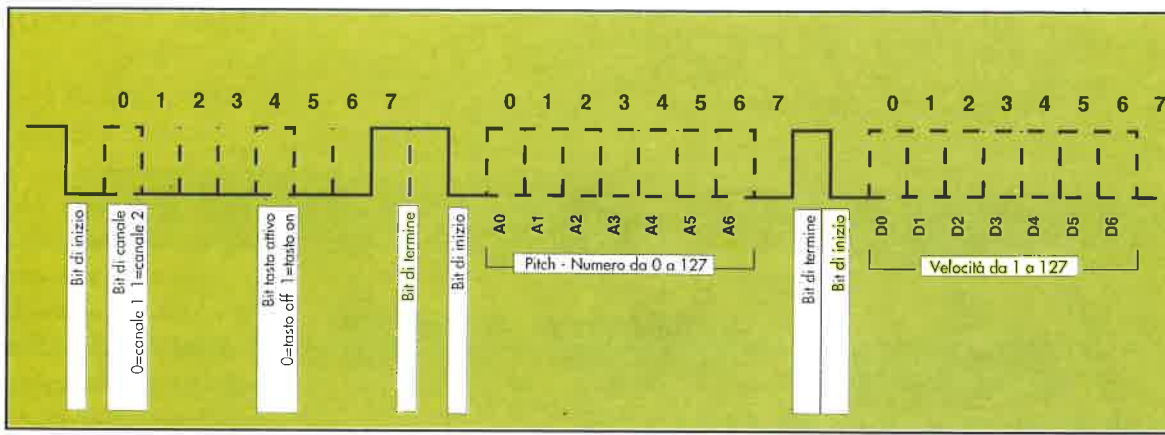 0 1 2 3 4 5 6 7
0 1 2 3 4 5 6 7
0 1 2 3 4 5 6 7
Bit di inizio
Bit di canale
0=canale 1 1=canale 2
Bit tasto attivo
0=tasto off 1=tasto on
Bit di termine
Bit di inizio
A0 A1 A2 A3 A4 A5 A6
Pitch - Numero da 0 a 127
Bit di termine
Bit di inizio
D0 D1 D2 D3 D4 D5 D6
Velocità da 1 a 127